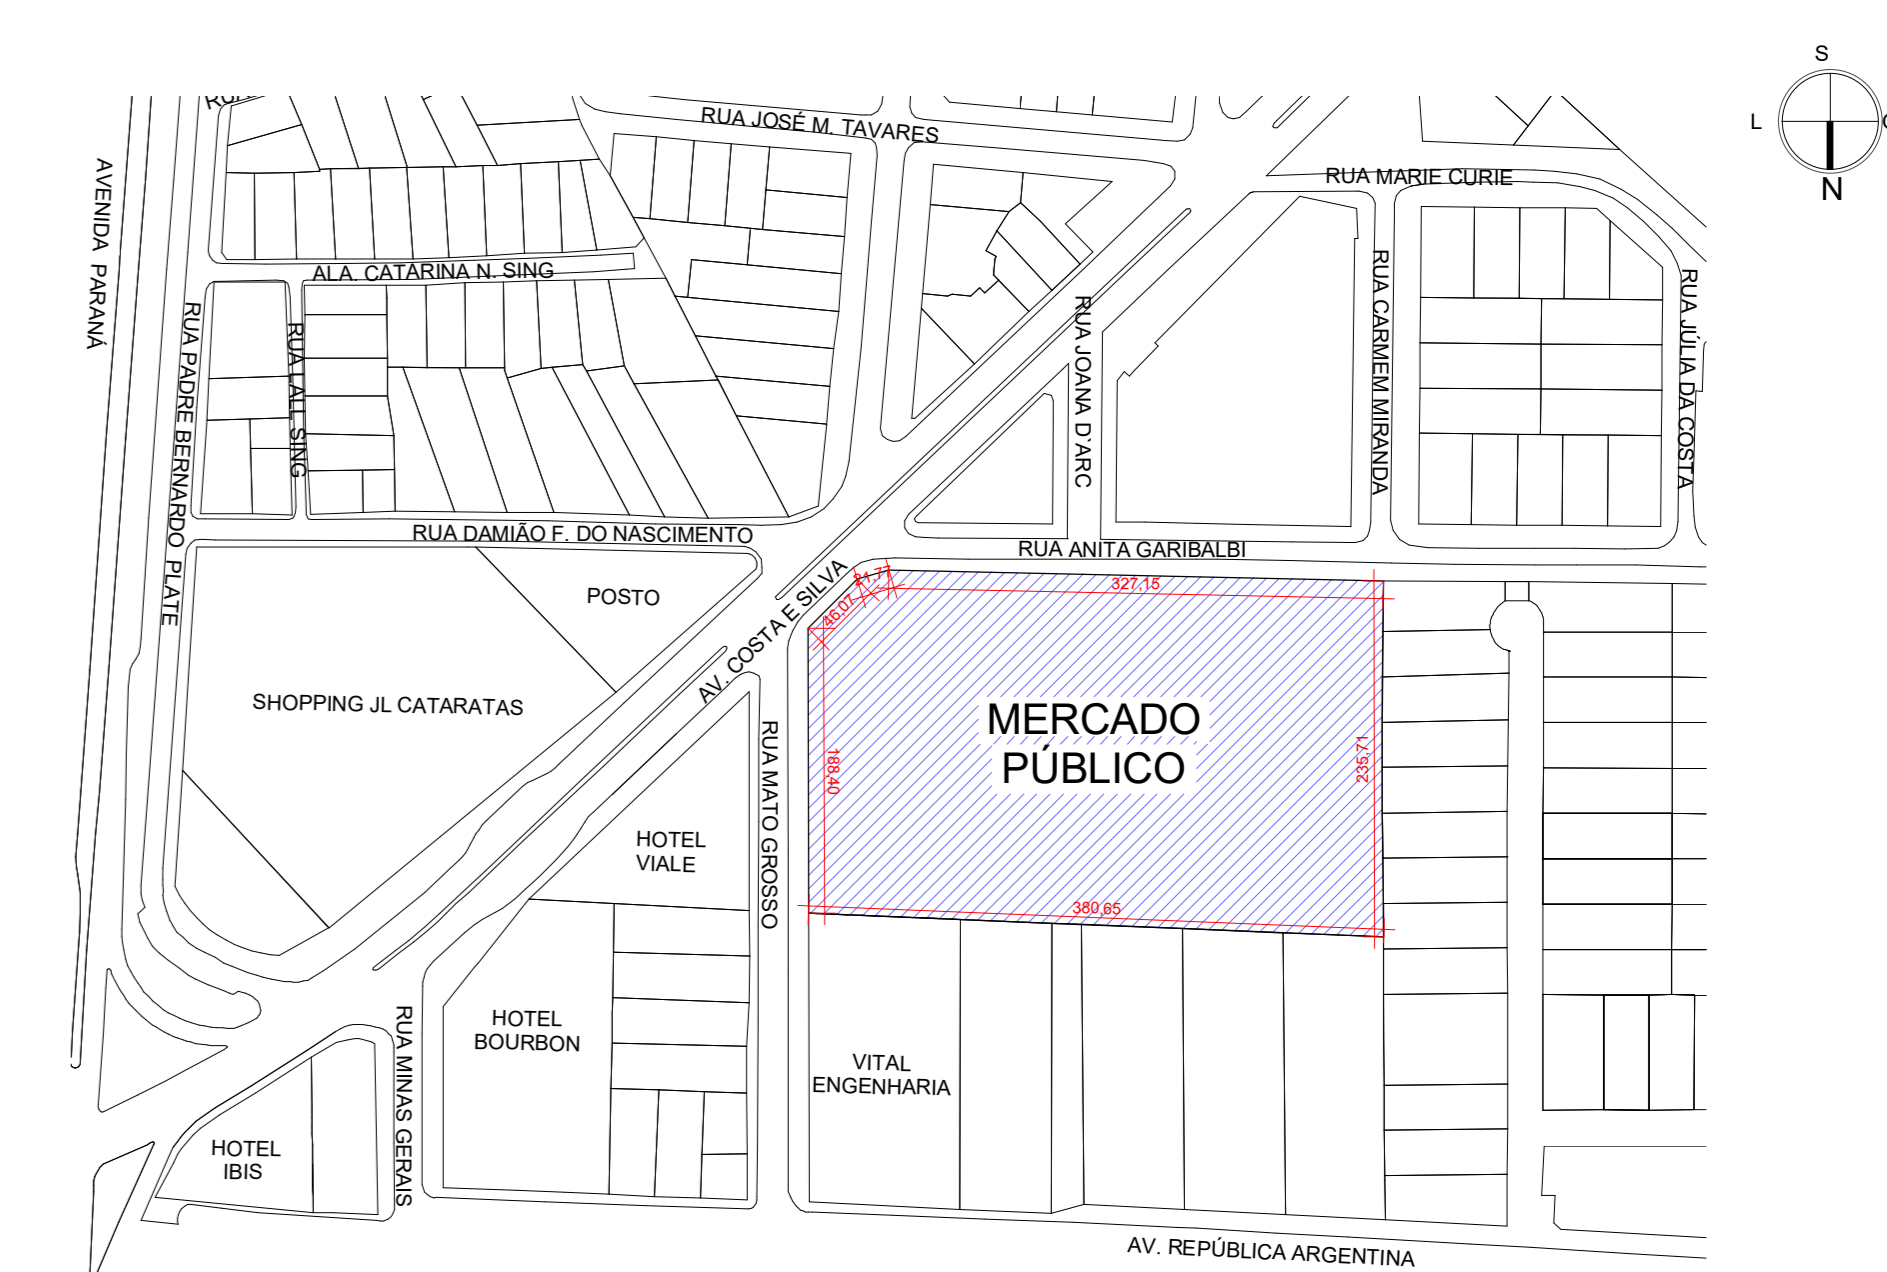 S
L
N
RUA JOSÉ M. TAVARES
RUA MARIE CURIE
AVENIDA PARANÁ
ALA. CATARINA N. SING
RUA PADRE BERNARDO PLATE
RUA LALL SING
RUA JOANA D`ARC
RUA CARMEM MIRANDA
RUA JÚLIA DA COSTA
RUA DAMIÃO F. DO NASCIMENTO
RUA ANITA GARIBALBI
POSTO
AV. COSTA E SILVA
21,77
46,07
327,15
SHOPPING JL CATARATAS
MERCADO
PÚBLICO
188,40
235,71
RUA MATO GROSSO
HOTEL
VIALE
380,65
HOTEL
BOURBON
RUA MINAS GERAIS
VITAL
ENGENHARIA
HOTEL
IBIS
AV. REPÚBLICA ARGENTINA